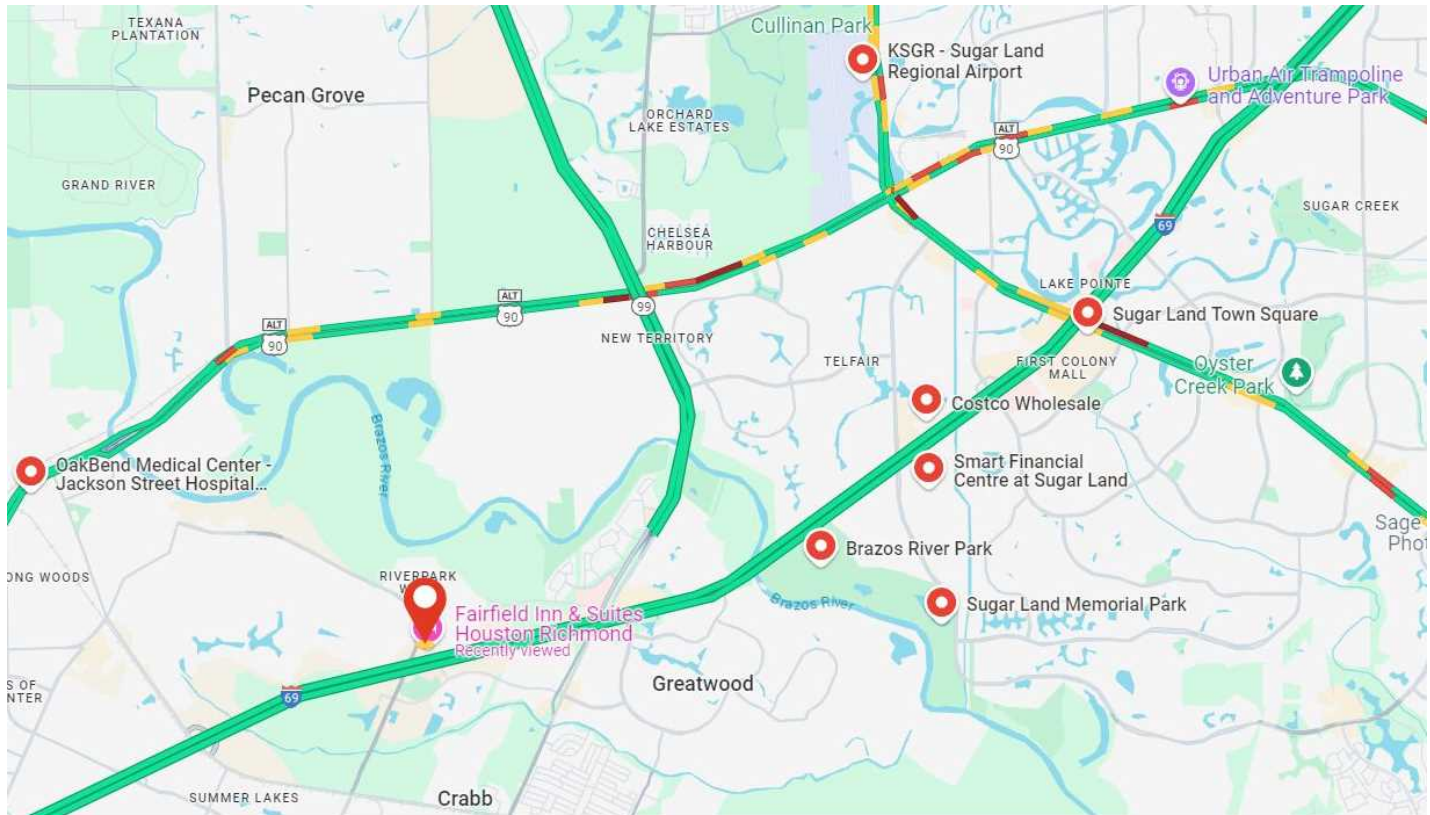 TEXANA
PLANTATION
Cullinan Park
KSGR - Sugar Land
Regional Airport
Urban Air Trampoline
and Adventure Park
Pecan Grove
ORCHARD
LAKE ESTATES
ALT
90
GRAND RIVER
SUGAR CREEK
69
CHELSEA
HARBOUR
LAKE POINTE
ALT
90
99
Sugar Land Town Square
ALT
90
NEW TERRITORY
TELFAIR
FIRST COLONY
MALL
Oyster
Creek Park
Costco Wholesale
Brazos River
OakBend Medical Center -
Jackson Street Hospital...
Smart Financial
Centre at Sugar Land
Sage
Phot
Brazos River Park
ONG WOODS
RIVERPARK
W
Brazos River
Sugar Land Memorial Park
Fairfield Inn & Suites
Houston Richmond
Recently viewed
Greatwood
69
S OF
NTER
SUMMER LAKES
Crabb